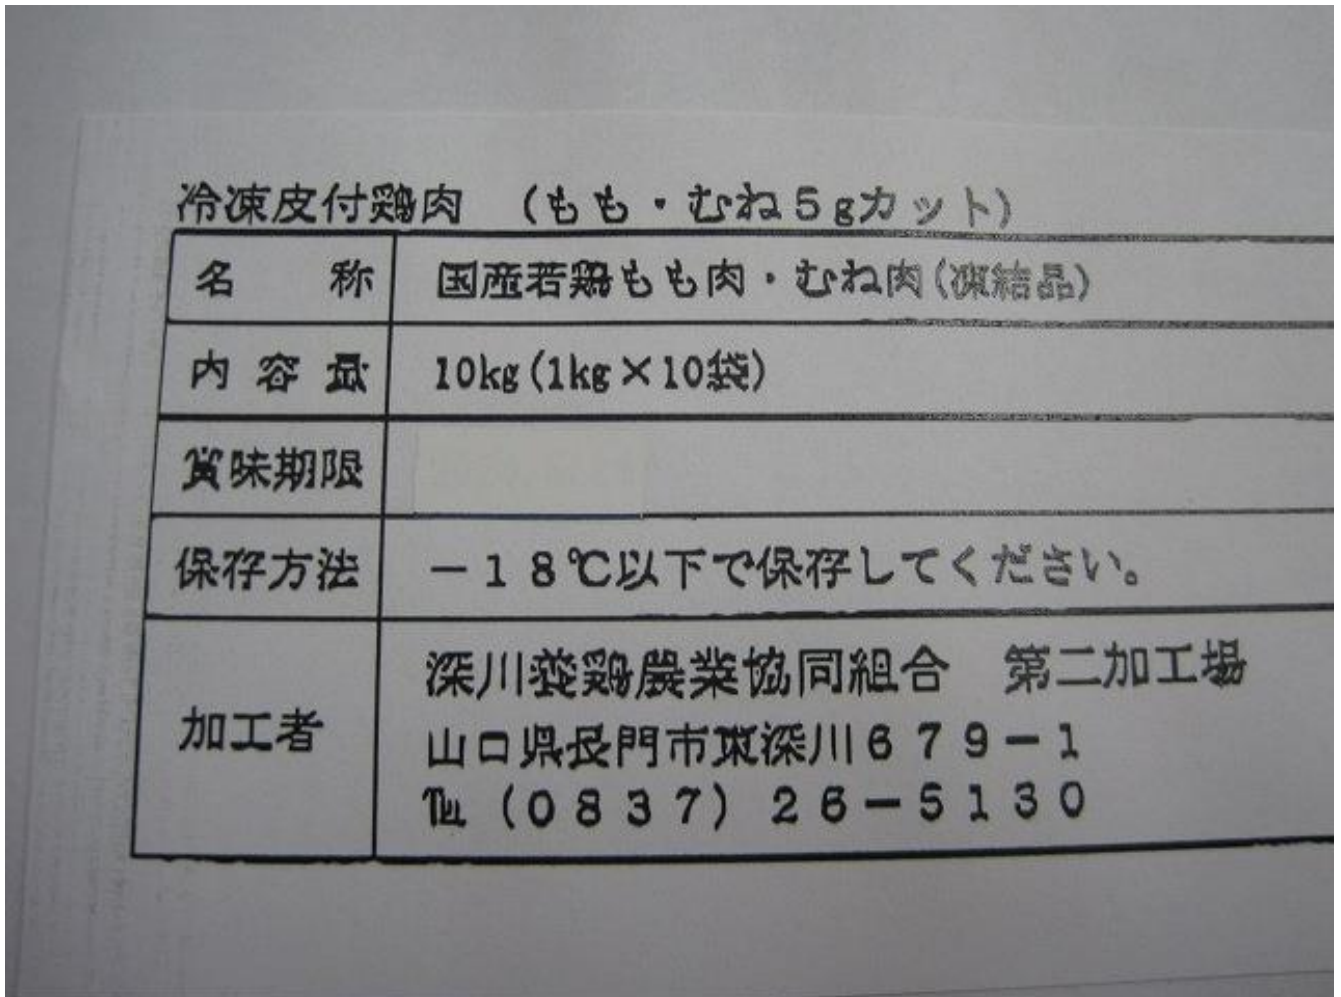 冷凍皮付鶏肉　(もも・むね5gカット)
名　称　国産若鶏もも肉・むね肉(凍結品)
内容量　10kg(1kg×10袋)
賞味期限
保存方法　－18℃以下で保存してください。
加工者　深川養鶏農業協同組合　第二加工場
山口県長門市東深川679－1
℡(0837)26－5130